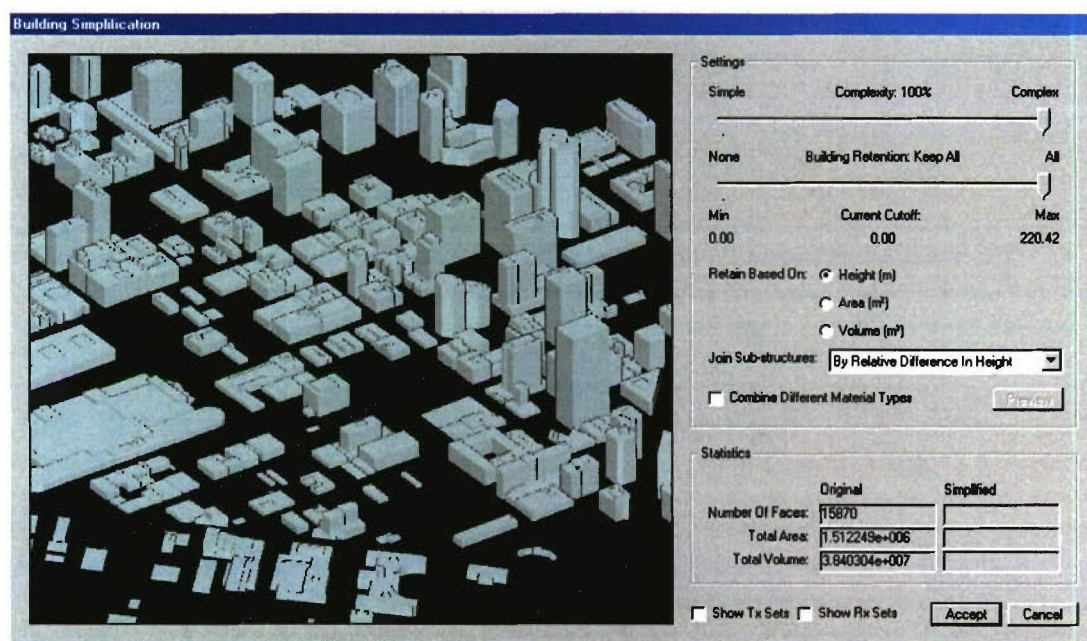 Building Simplification
Settings
Simple Complexity: 100% Complex
None Building Retention: Keep All All
Min Current Cutoff: Max
0.00 0.00 220.42
Retain Based On: Height (m)
Area (m²)
Volume (m³)
Join Sub-structures: By Relative Difference In Height
Combine Different Material Types Preview
Statistics
Original Simplified
Number Of Faces: 15870
Total Area: 1.512249e+006
Total Volume: 3.840304e+007
Show Tx Sets Show Rx Sets Accept Cancel